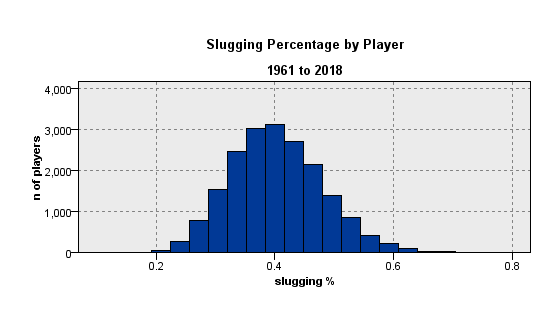 Slugging Percentage by Player
1961 to 2018
4,000
3,000
2,000
1,000
0
n of players
0.2 0.4 0.6 0.8
slugging %